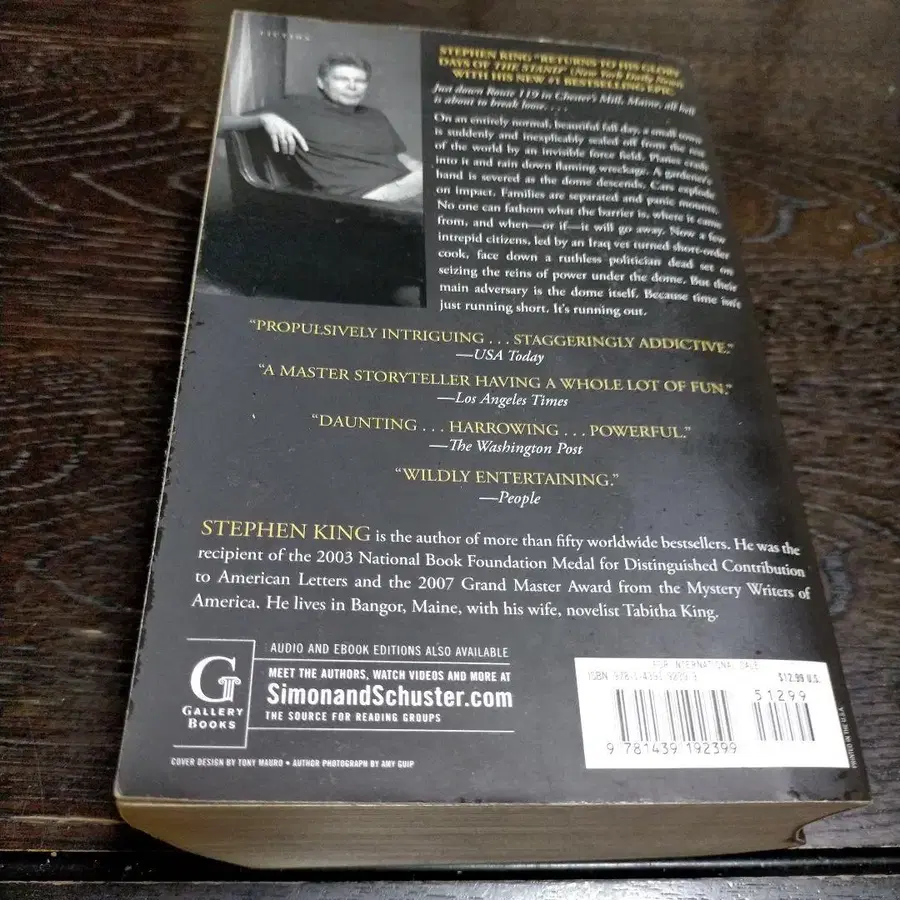 FICTION
STEPHEN KING "RETURNS TO HIS GLORY
DAYS OF THE STAND" (New York Daily News)
WITH HIS NEW #1 BESTSELLING EPIC
Just down Route 119 in Chester's Mill, Maine, all hell
is about to break loose. . . .
On an entirely normal, beautiful fall day, a small town
is suddenly and inexplicably sealed off from the rest
of the world by an invisible force field. Planes crash
into it and rain down flaming wreckage. A gardener's
hand is severed as the dome descends. Cars explode
on impact. Families are separated and panic mounts.
No one can fathom what the barrier is, where it came
from, and when—or if—it will go away. Now a few
intrepid citizens, led by an Iraq vet turned short-order
cook, face down a ruthless politician dead set on
seizing the reins of power under the dome. But their
main adversary is the dome itself. Because time isn't
just running short. It's running out.
"PROPULSIVELY INTRIGUING . . . STAGGERINGLY ADDICTIVE."
—USA Today
"A MASTER STORYTELLER HAVING A WHOLE LOT OF FUN."
—Los Angeles Times
"DAUNTING . . . HARROWING . . . POWERFUL."
—The Washington Post
"WILDLY ENTERTAINING."
—People
STEPHEN KING is the author of more than fifty worldwide bestsellers. He was the
recipient of the 2003 National Book Foundation Medal for Distinguished Contribution
to American Letters and the 2007 Grand Master Award from the Mystery Writers of
America. He lives in Bangor, Maine, with his wife, novelist Tabitha King.
G
GALLERY
BOOKS
AUDIO AND EBOOK EDITIONS ALSO AVAILABLE
MEET THE AUTHORS, WATCH VIDEOS AND MORE AT
SimonandSchuster.com
THE SOURCE FOR READING GROUPS
COVER DESIGN BY TONY MAURO • AUTHOR PHOTOGRAPH BY AMY GUIP
FOR INTERNATIONAL SALE
ISBN 978-1-4391-9239-9 $12.99 U.S.
51299
9 781439 192399
PRINTED IN THE U.S.A.